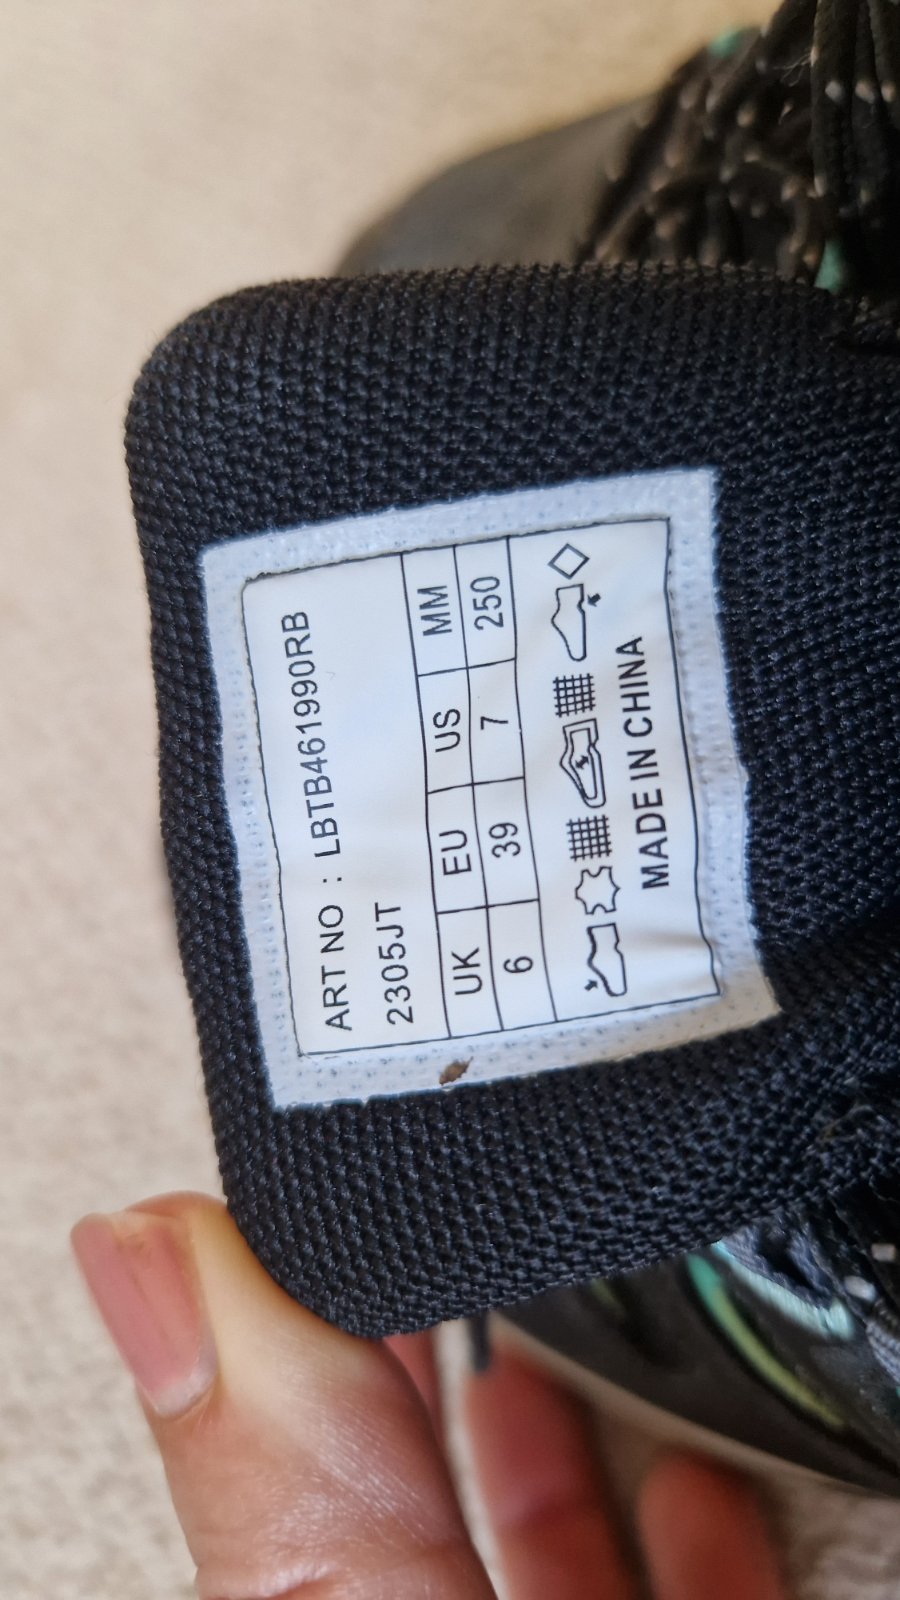 ART NO : LBTB461990RB
2305JT
UK EU US MM
6 39 7 250
MADE IN CHINA